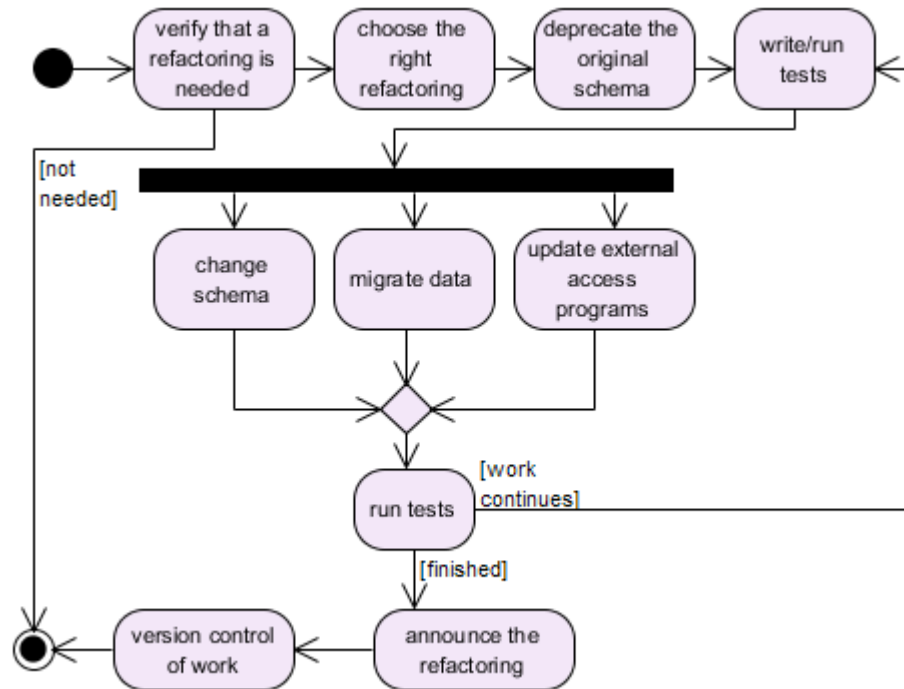 verify that a
refactoring is
needed
choose the
right
refactoring
deprecate the
original
schema
write/run
tests
[not
needed]
change
schema
migrate data
update external
access
programs
run tests
[work
continues]
[finished]
version control
of work
announce the
refactoring